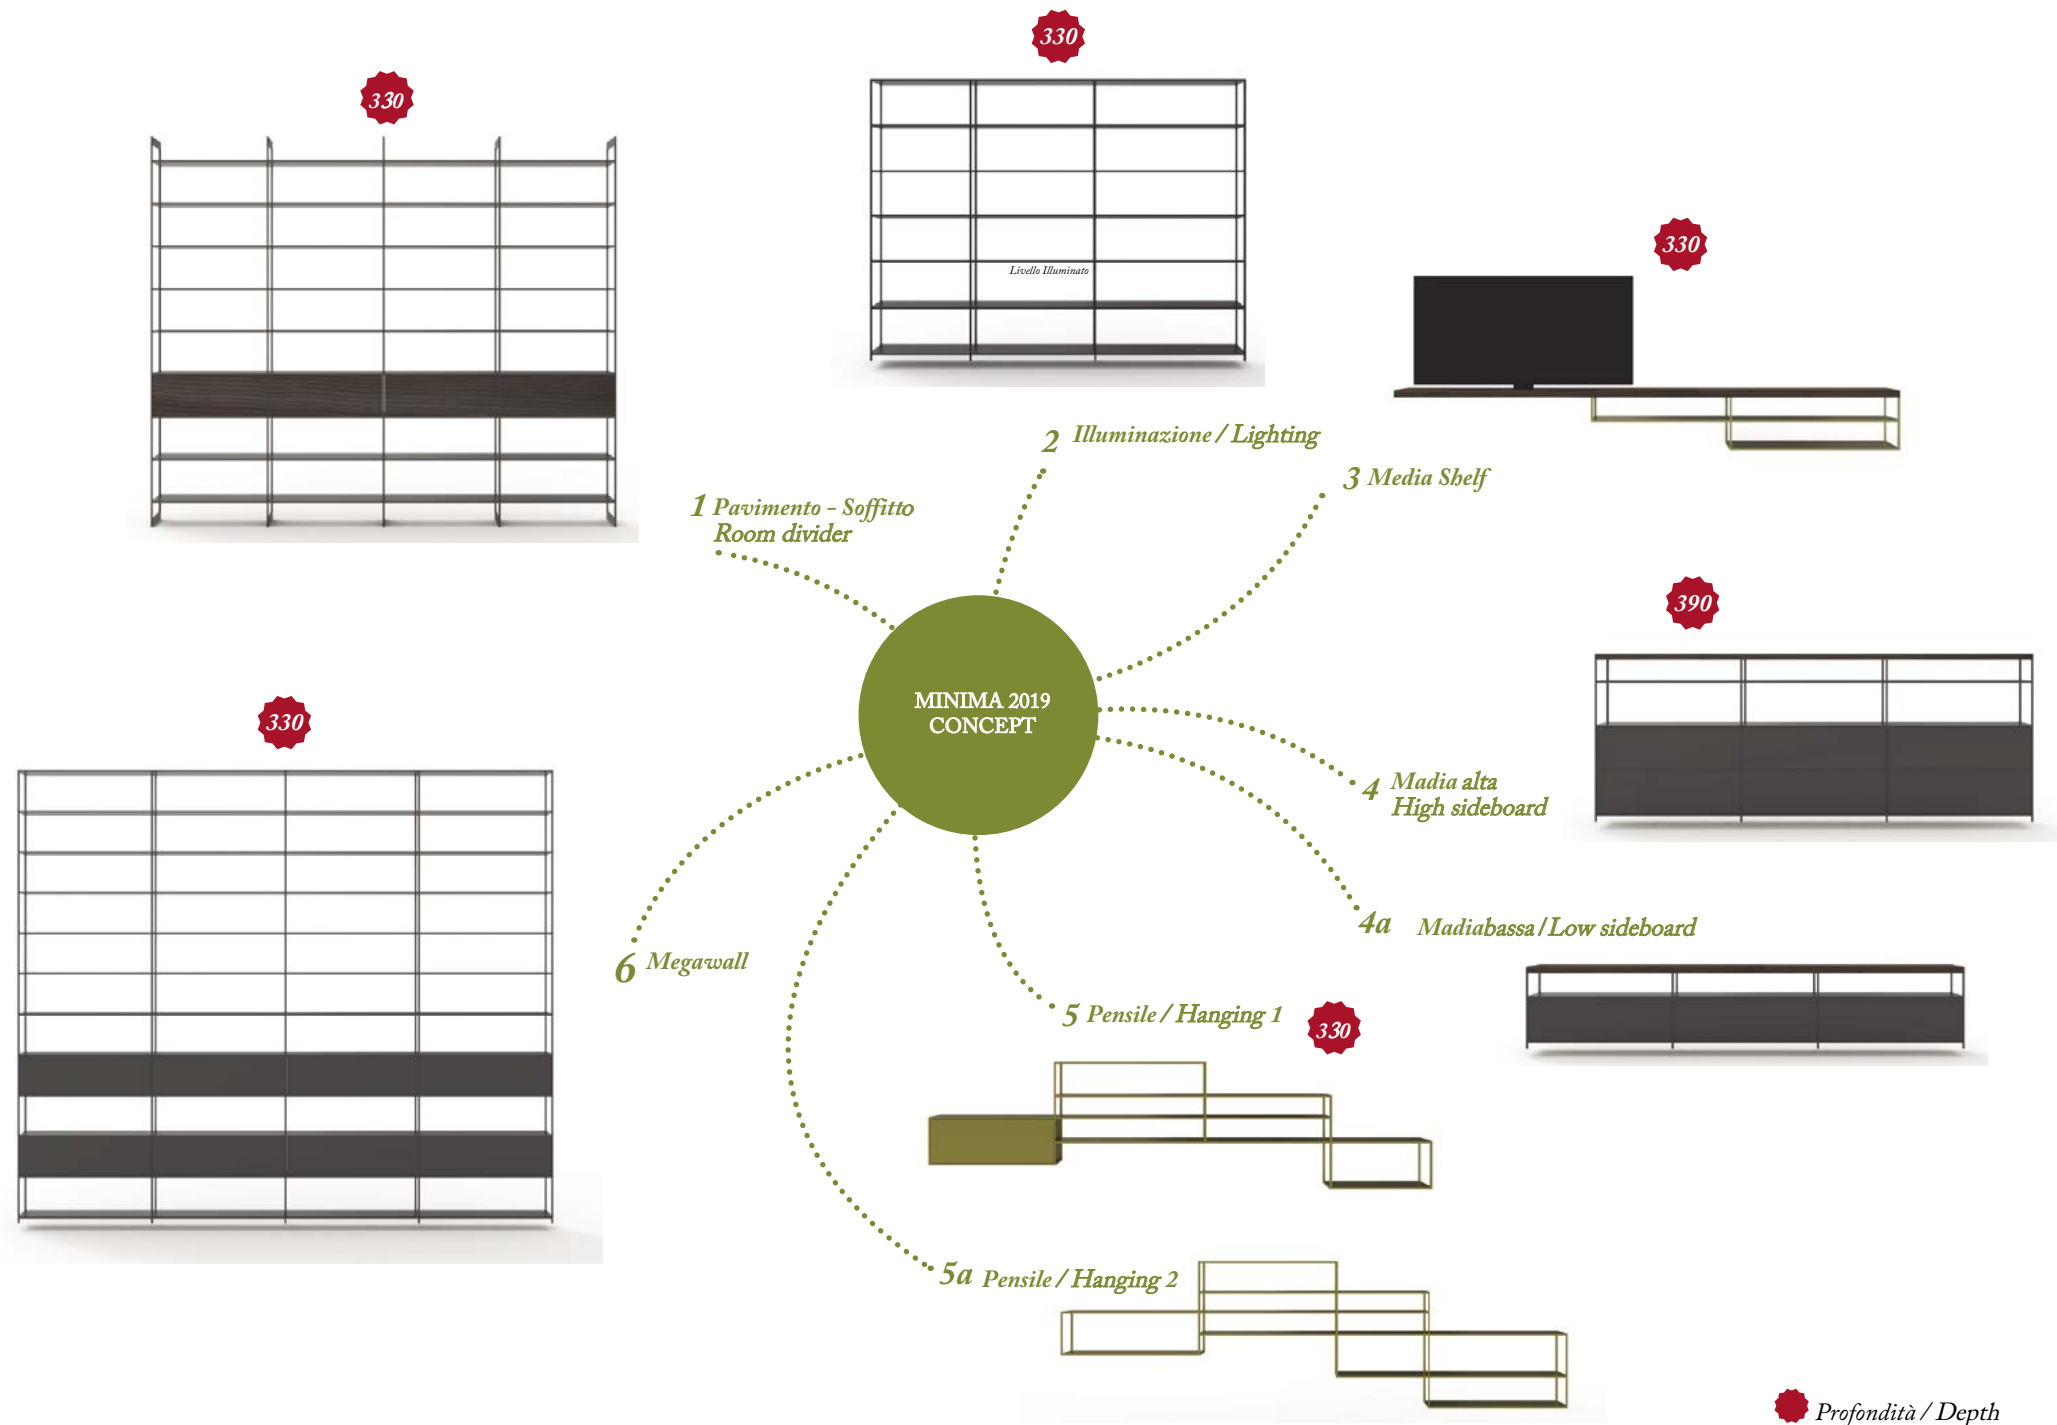 330
330
Livello Illuminato
330
2 Illuminazione / Lighting
3 Media Shelf
1 Pavimento - Soffitto
Room divider
390
MINIMA 2019
CONCEPT
330
4 Madia alta
High sideboard
4a Madiabassa / Low sideboard
6 Megawall
5 Pensile / Hanging 1
330
5a Pensile / Hanging 2
Profondità / Depth